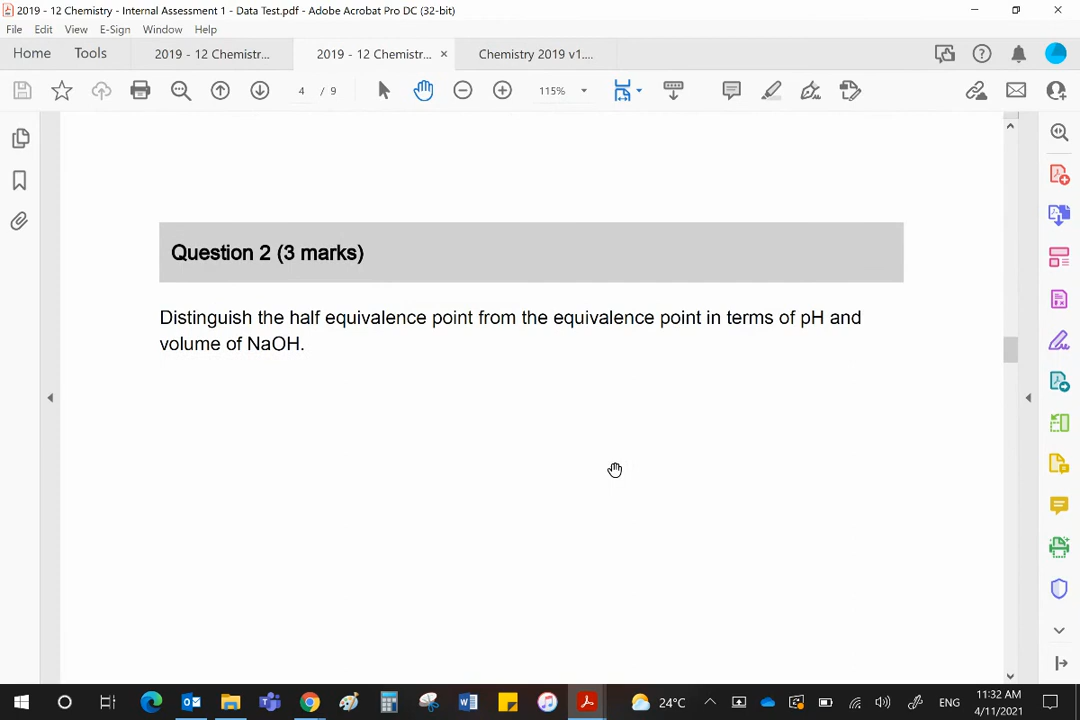 2019 - 12 Chemistry - Internal Assessment 1 - Data Test.pdf - Adobe Acrobat Pro DC (32-bit)
File Edit View E-Sign Window Help
Home Tools 2019 - 12 Chemistr... 2019 - 12 Chemistr... × Chemistry 2019 v1....
4 / 9 115%
Question 2 (3 marks)
Distinguish the half equivalence point from the equivalence point in terms of pH and
volume of NaOH.
24°C ENG 11:32 AM
4/11/2021